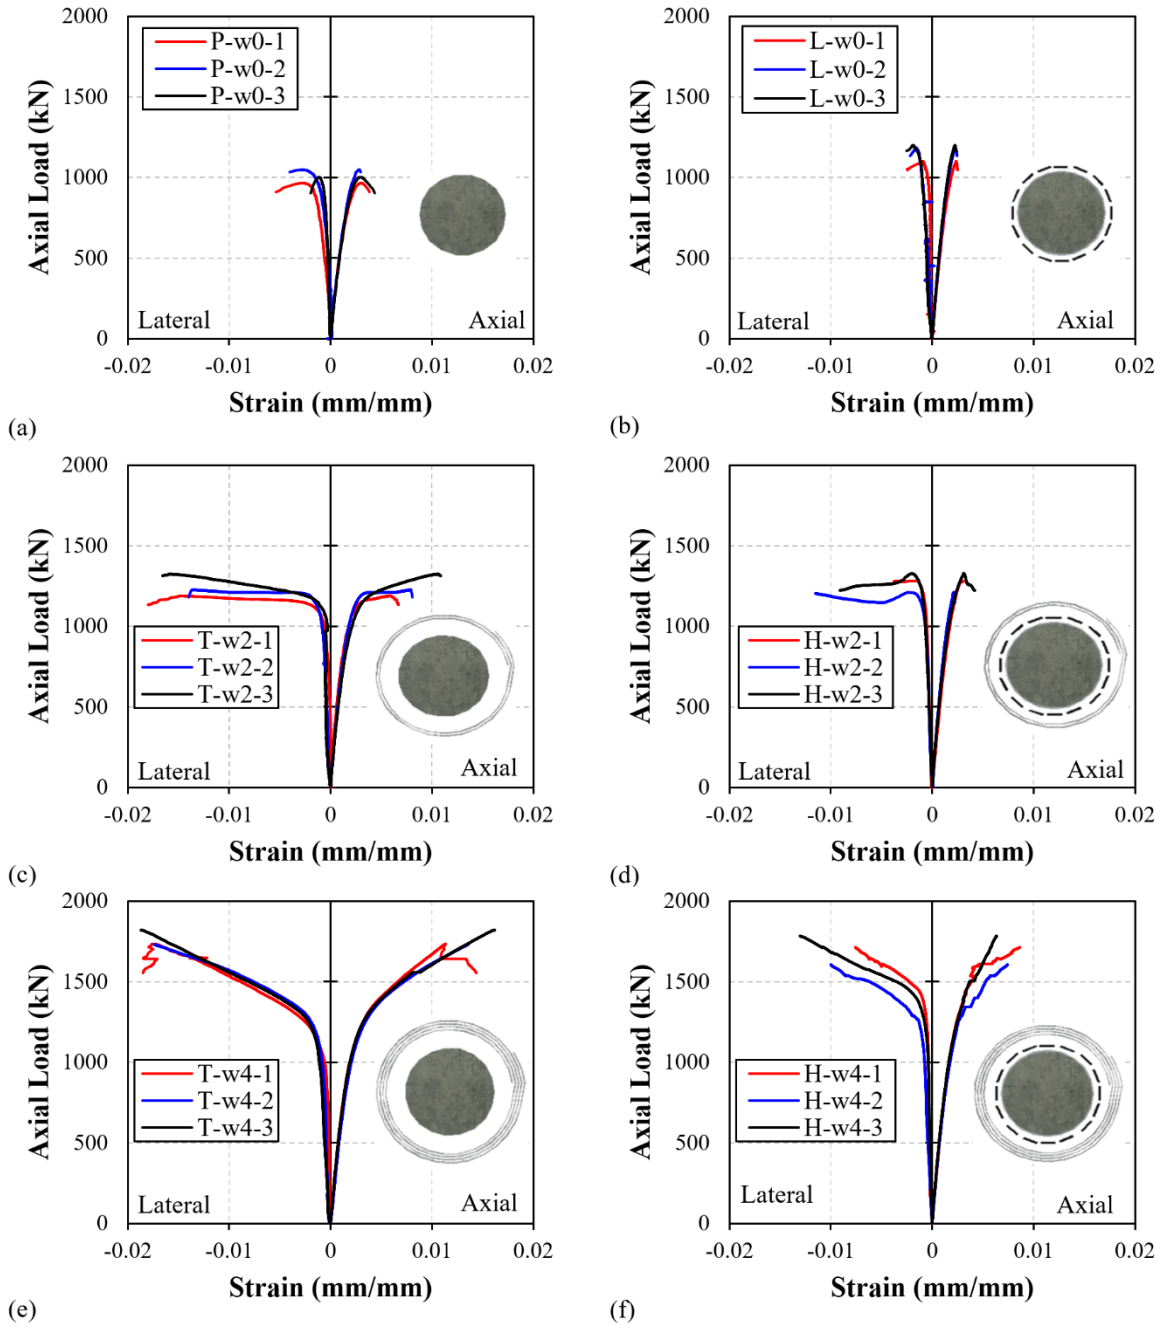 2000
1500
1000
500
0
Axial Load (kN)
P-w0-1
P-w0-2
P-w0-3
Lateral
Axial
-0.02 -0.01 0 0.01 0.02
Strain (mm/mm)
(a)
2000
1500
1000
500
0
Axial Load (kN)
L-w0-1
L-w0-2
L-w0-3
Lateral
Axial
-0.02 -0.01 0 0.01 0.02
Strain (mm/mm)
(b)
2000
1500
1000
500
0
Axial Load (kN)
T-w2-1
T-w2-2
T-w2-3
Lateral
Axial
-0.02 -0.01 0 0.01 0.02
Strain (mm/mm)
(c)
2000
1500
1000
500
0
Axial Load (kN)
H-w2-1
H-w2-2
H-w2-3
Lateral
Axial
-0.02 -0.01 0 0.01 0.02
Strain (mm/mm)
(d)
2000
1500
1000
500
0
Axial Load (kN)
T-w4-1
T-w4-2
T-w4-3
Lateral
Axial
-0.02 -0.01 0 0.01 0.02
Strain (mm/mm)
(e)
2000
1500
1000
500
0
Axial Load (kN)
H-w4-1
H-w4-2
H-w4-3
Lateral
Axial
-0.02 -0.01 0 0.01 0.02
Strain (mm/mm)
(f)